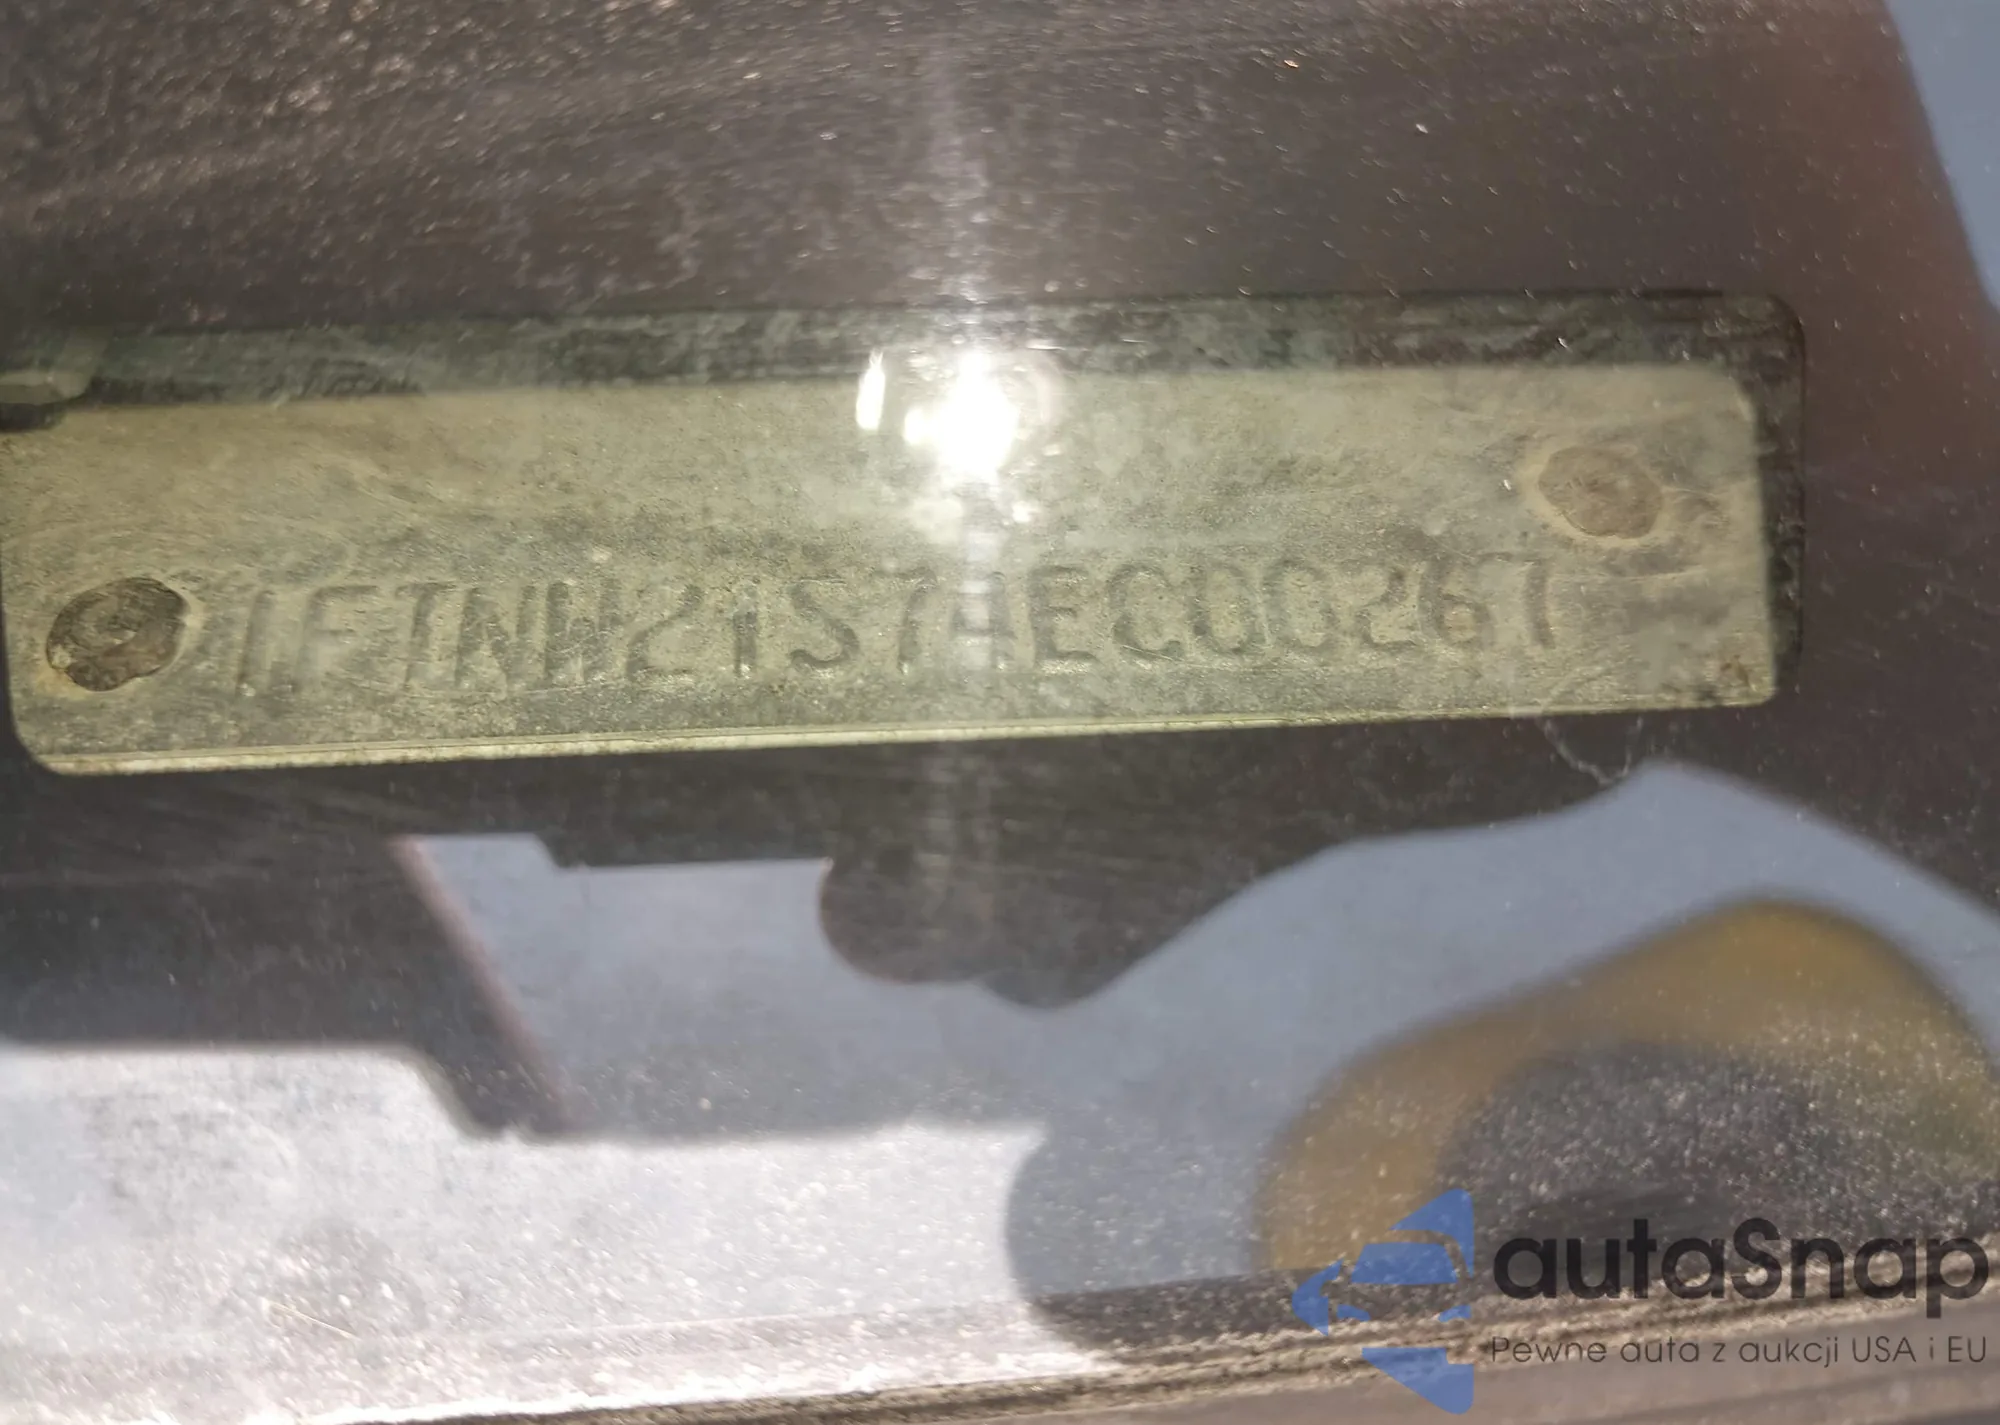 1FTNW21S74EC00267
autaSnap
Pewne auta z aukcji USA i EU